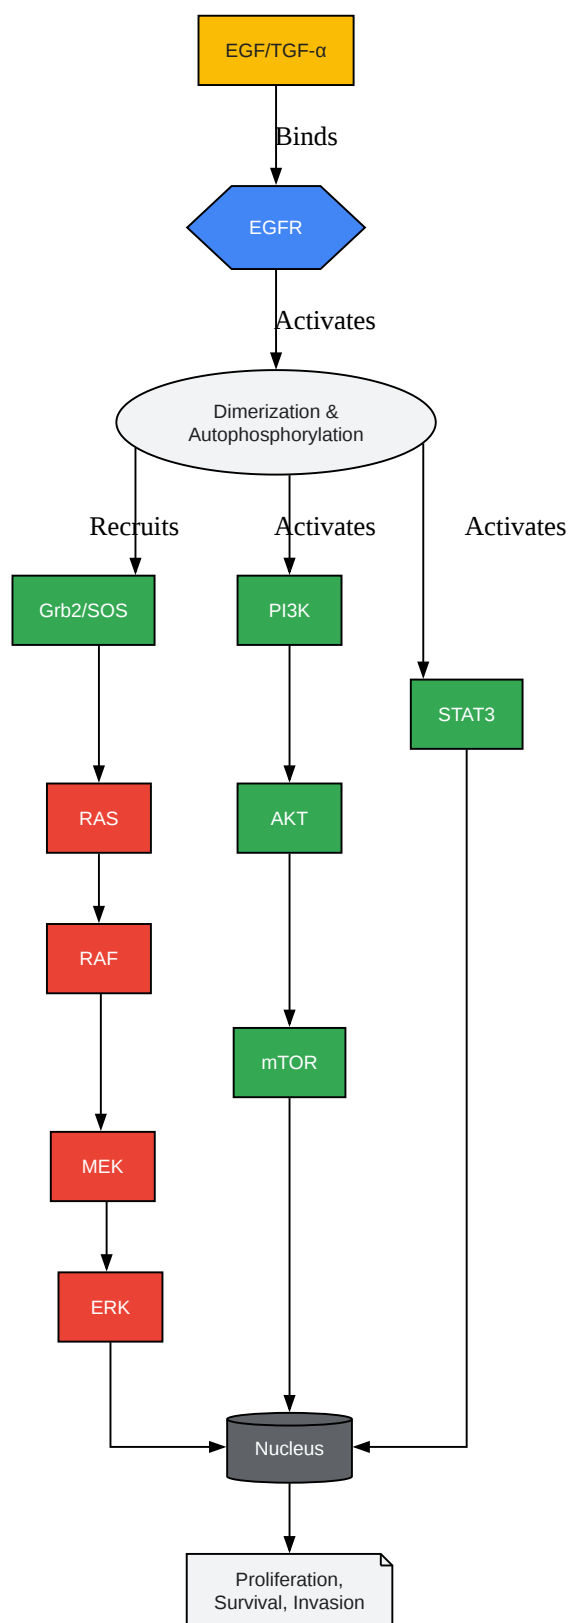 EGF/TGF-α
Binds
EGFR
Activates
Dimerization &
Autophosphorylation
Recruits
Activates
Activates
Grb2/SOS
PI3K
STAT3
RAS
AKT
RAF
mTOR
MEK
ERK
Nucleus
Proliferation,
Survival, Invasion